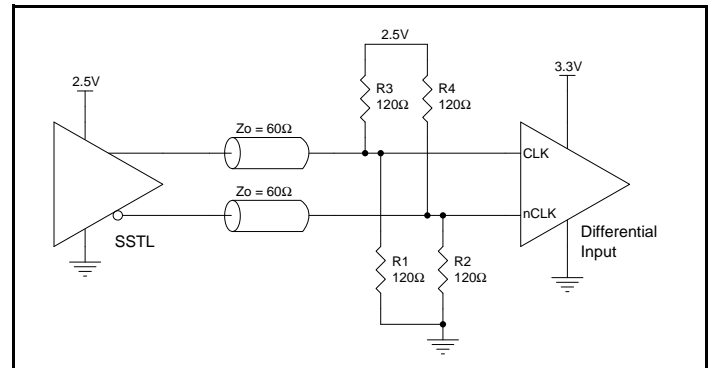 2.5V
2.5V
3.3V
R3
120Ω
R4
120Ω
Zo = 60Ω
CLK
Zo = 60Ω
nCLK
SSTL
Differential
Input
R1
120Ω
R2
120Ω